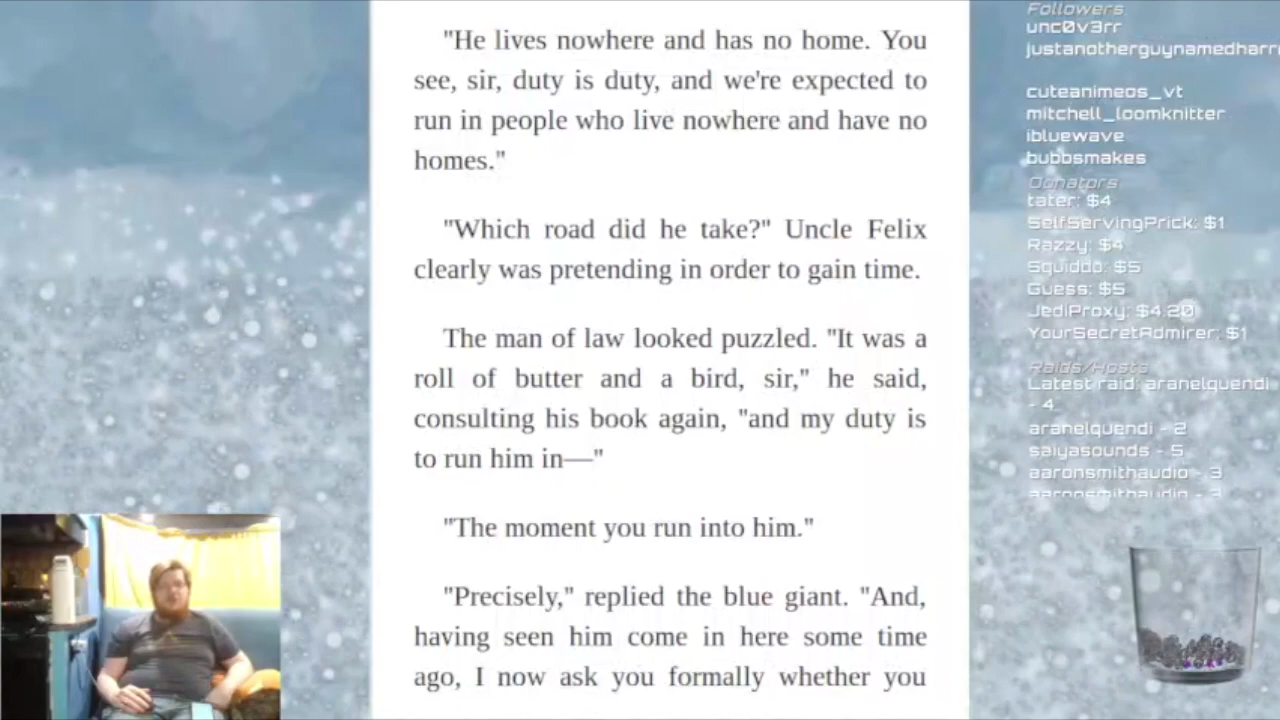 "He lives nowhere and has no home. You
see, sir, duty is duty, and we're expected to
run in people who live nowhere and have no
homes."
"Which road did he take?" Uncle Felix
clearly was pretending in order to gain time.
The man of law looked puzzled. "It was a
roll of butter and a bird, sir," he said,
consulting his book again, "and my duty is
to run him in—"
"The moment you run into him."
"Precisely," replied the blue giant. "And,
having seen him come in here some time
ago, I now ask you formally whether you
Followers
unc0v3rr
justanotherguynamedharr
cuteanimeos_vt
mitchell_loomknitter
ibluewave
bubbsmakes
Donators
tater: $4
SelfServingPrick: $1
Razzy: $4
Squiddo: $5
Guess: $5
JediProxy: $4.20
YourSecretAdmirer: $1
Raids/Hosts
Latest raid: aranelquendi
- 4
aranelquendi - 2
saiyasounds - 5
aaronsmithaudio - 3
aaronsmithaudio - 3